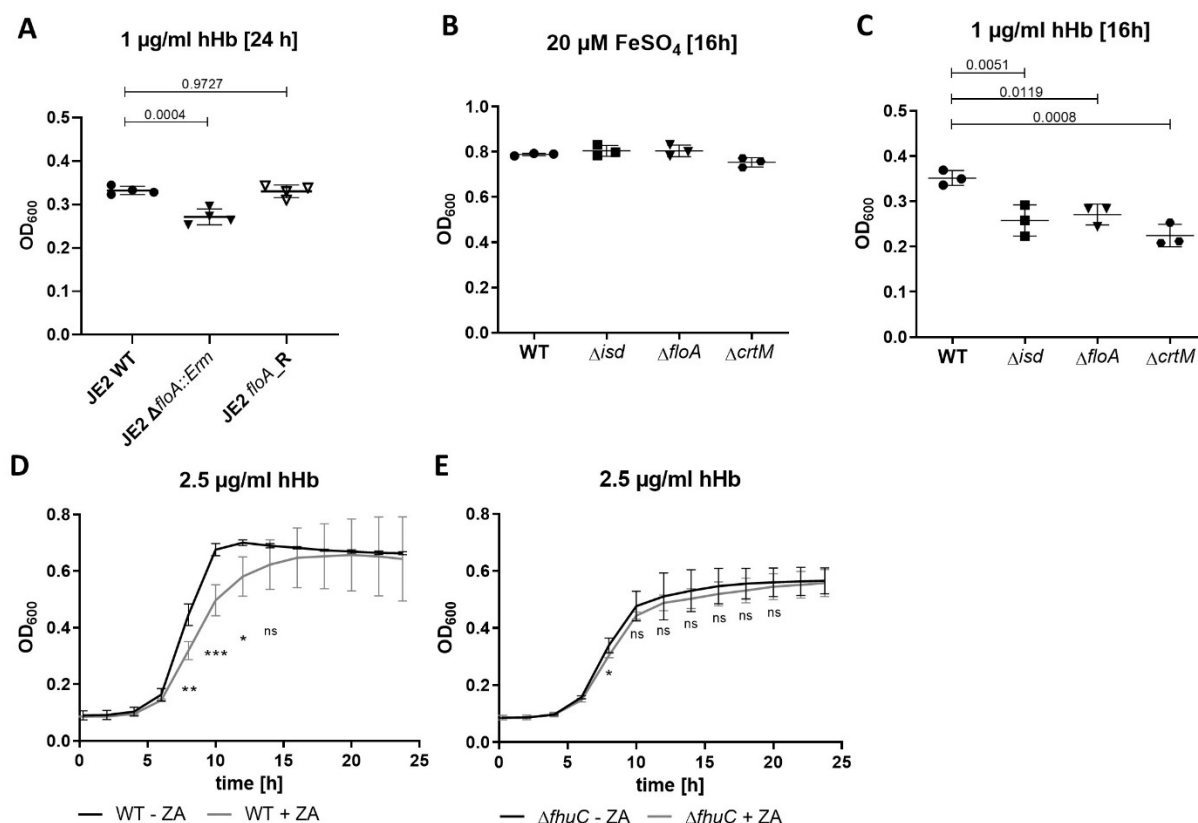 A
1 µg/ml hHb [24 h]
0.9727
0.0004
0.5
0.4
0.3
0.2
0.1
0.0
OD600
JE2 WT
JE2 ΔfloA::Erm
JE2 floA_R
B
20 µM FeSO4 [16h]
1.0
0.8
0.6
0.4
0.2
0.0
OD600
WT
Δisd
ΔfloA
ΔcrtM
C
1 µg/ml hHb [16h]
0.0051
0.0119
0.0008
0.5
0.4
0.3
0.2
0.1
0.0
OD600
WT
Δisd
ΔfloA
ΔcrtM
D
2.5 µg/ml hHb
0.8
0.6
0.4
0.2
0.0
OD600
**
***
*
ns
0 5 10 15 20 25
time [h]
WT - ZA WT + ZA
E
2.5 µg/ml hHb
0.8
0.6
0.4
0.2
0.0
OD600
*
ns ns ns ns ns ns
0 5 10 15 20 25
time [h]
ΔfhuC - ZA ΔfhuC + ZA